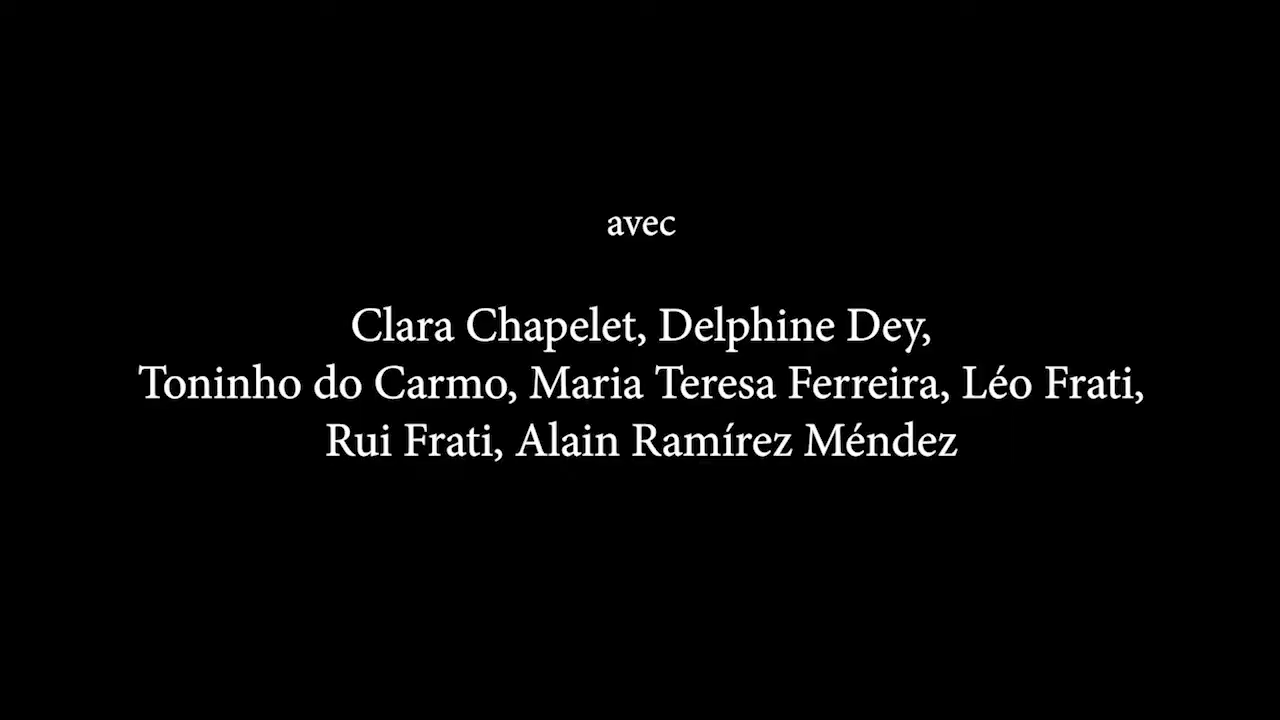 avec
Clara Chapelet, Delphine Dey,
Toninho do Carmo, Maria Teresa Ferreira, Léo Frati,
Rui Frati, Alain Ramírez Méndez